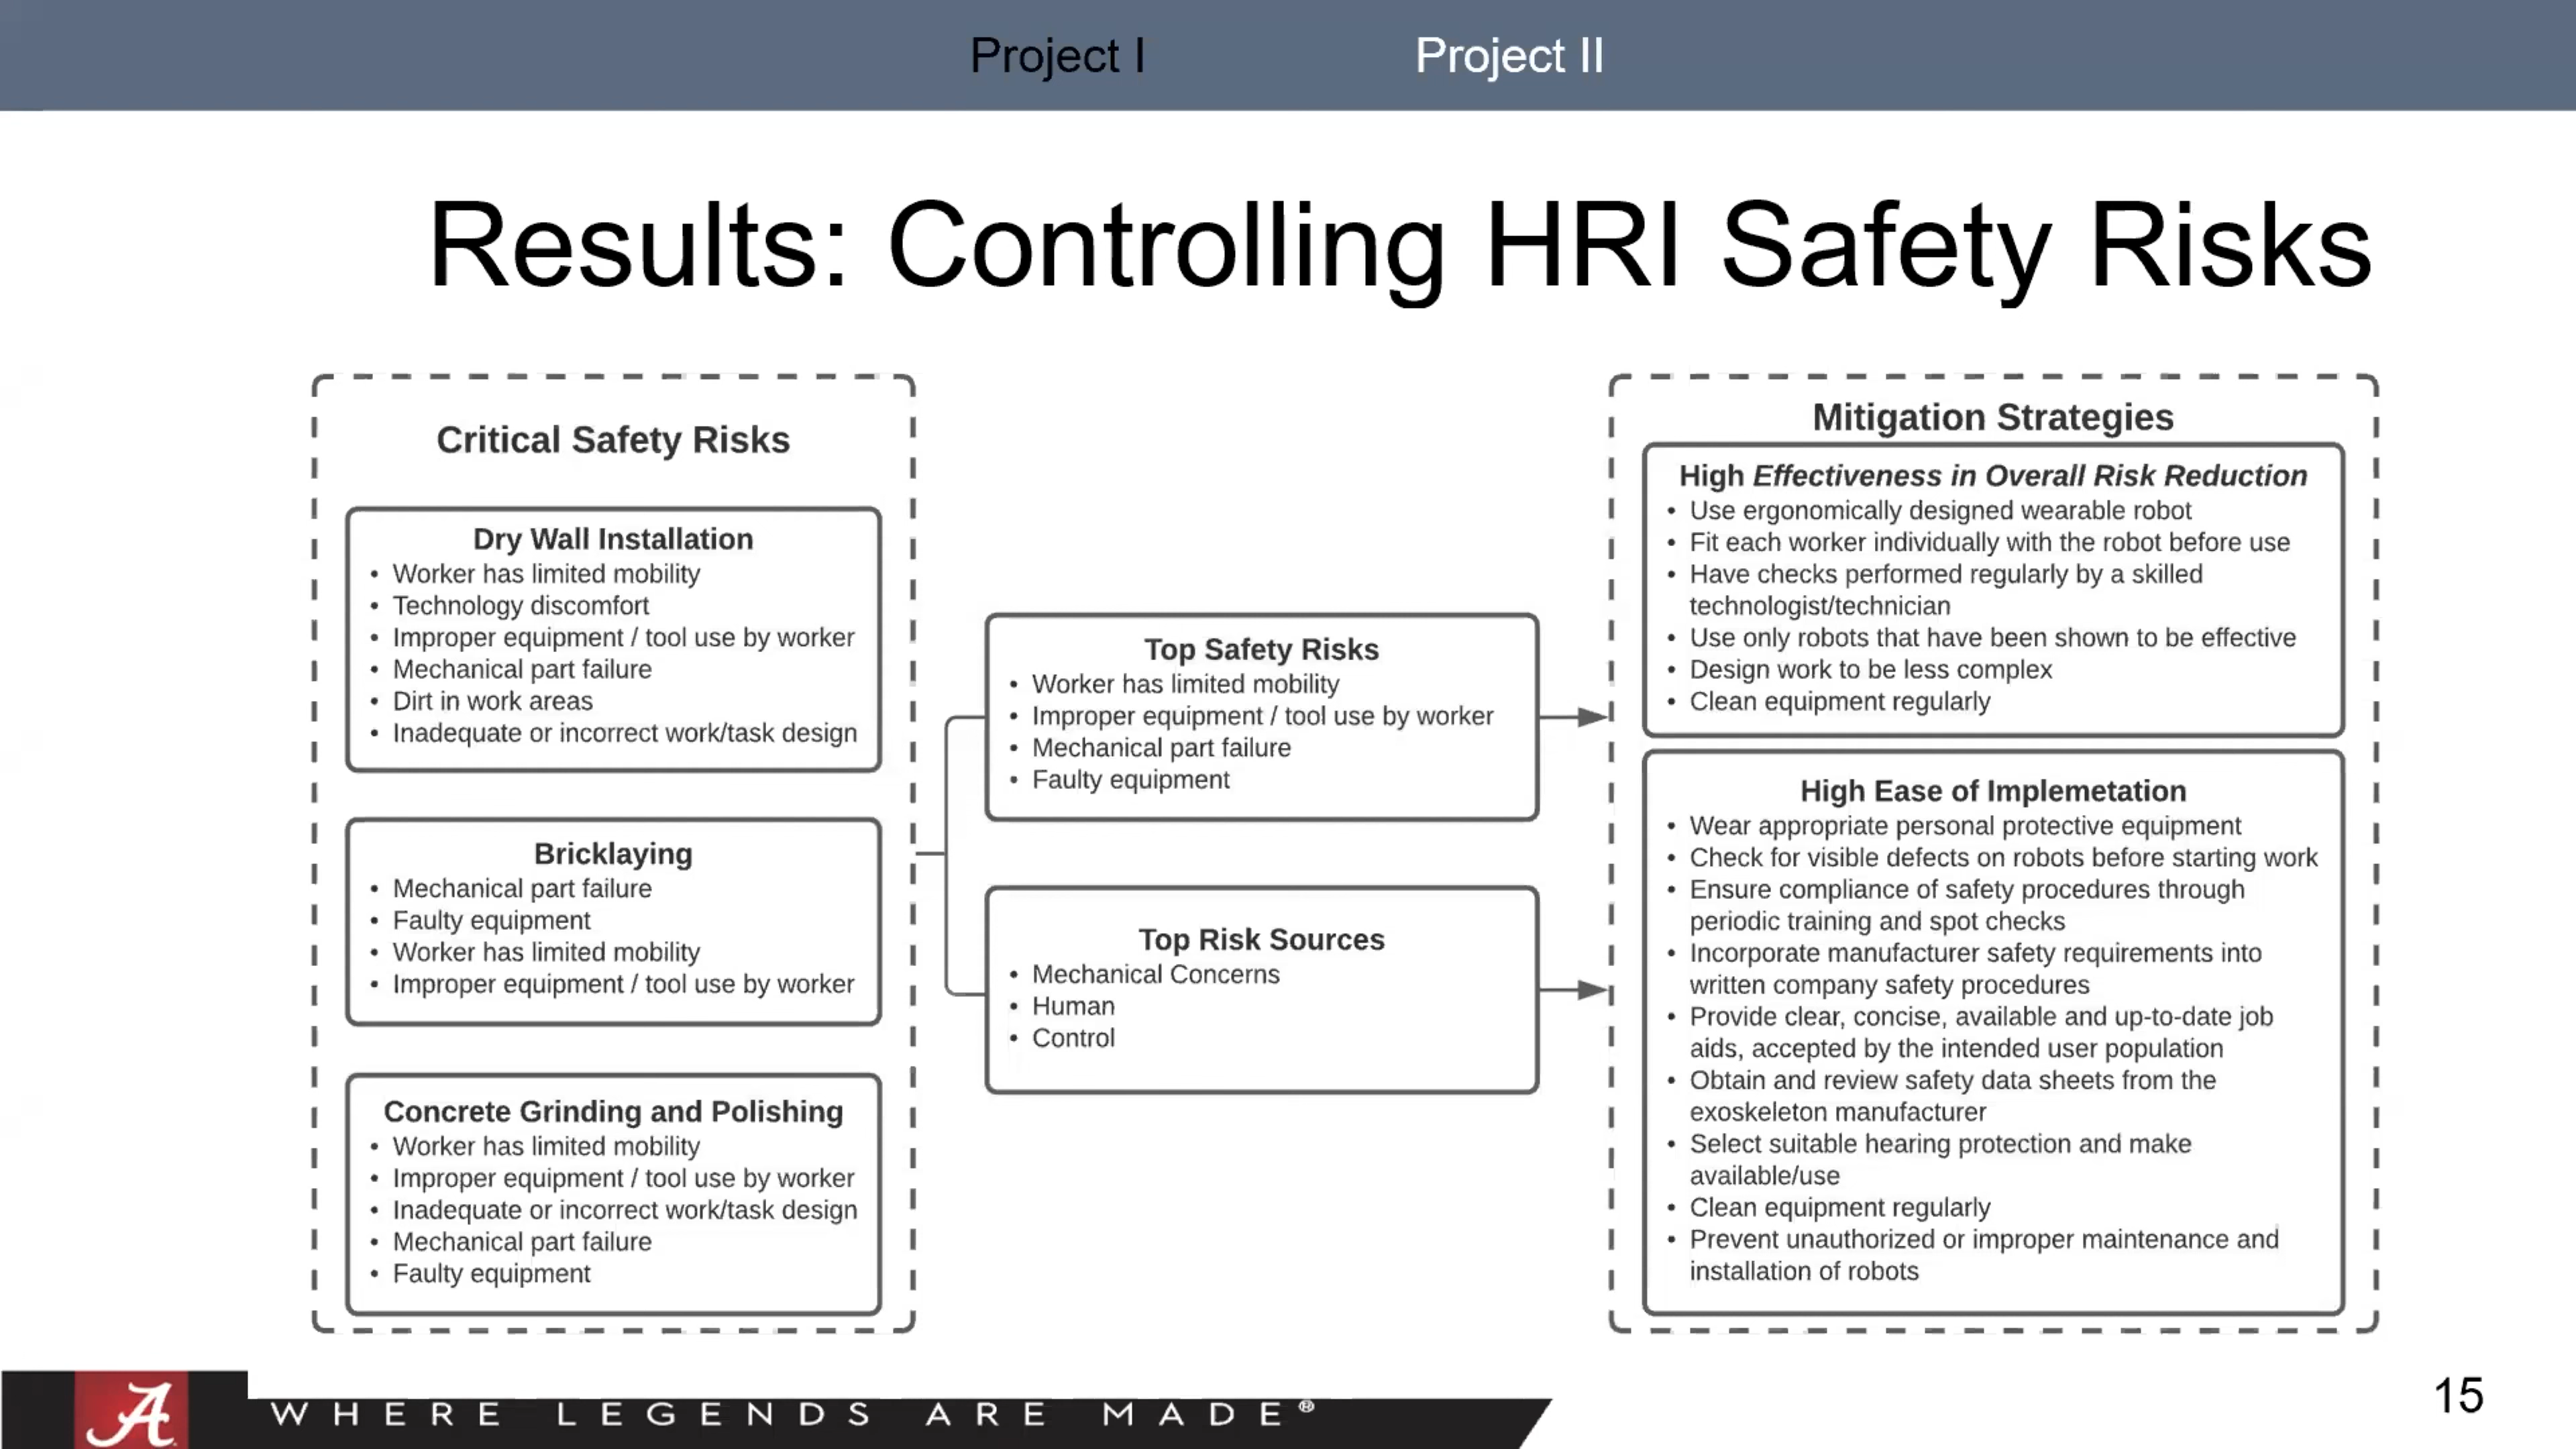 Project I
Project II
Results: Controlling HRI Safety Risks
Critical Safety Risks
Dry Wall Installation
• Worker has limited mobility
• Technology discomfort
• Improper equipment / tool use by worker
• Mechanical part failure
• Dirt in work areas
• Inadequate or incorrect work/task design
Bricklaying
• Mechanical part failure
• Faulty equipment
• Worker has limited mobility
• Improper equipment / tool use by worker
Concrete Grinding and Polishing
• Worker has limited mobility
• Improper equipment / tool use by worker
• Inadequate or incorrect work/task design
• Mechanical part failure
• Faulty equipment
Top Safety Risks
• Worker has limited mobility
• Improper equipment / tool use by worker
• Mechanical part failure
• Faulty equipment
Top Risk Sources
• Mechanical Concerns
• Human
• Control
Mitigation Strategies
High Effectiveness in Overall Risk Reduction
• Use ergonomically designed wearable robot
• Fit each worker individually with the robot before use
• Have checks performed regularly by a skilled
technologist/technician
• Use only robots that have been shown to be effective
• Design work to be less complex
• Clean equipment regularly
High Ease of Implemetation
• Wear appropriate personal protective equipment
• Check for visible defects on robots before starting work
• Ensure compliance of safety procedures through
periodic training and spot checks
• Incorporate manufacturer safety requirements into
written company safety procedures
• Provide clear, concise, available and up-to-date job
aids, accepted by the intended user population
• Obtain and review safety data sheets from the
exoskeleton manufacturer
• Select suitable hearing protection and make
available/use
• Clean equipment regularly
• Prevent unauthorized or improper maintenance and
installation of robots
A
WHERE LEGENDS ARE MADE®
15